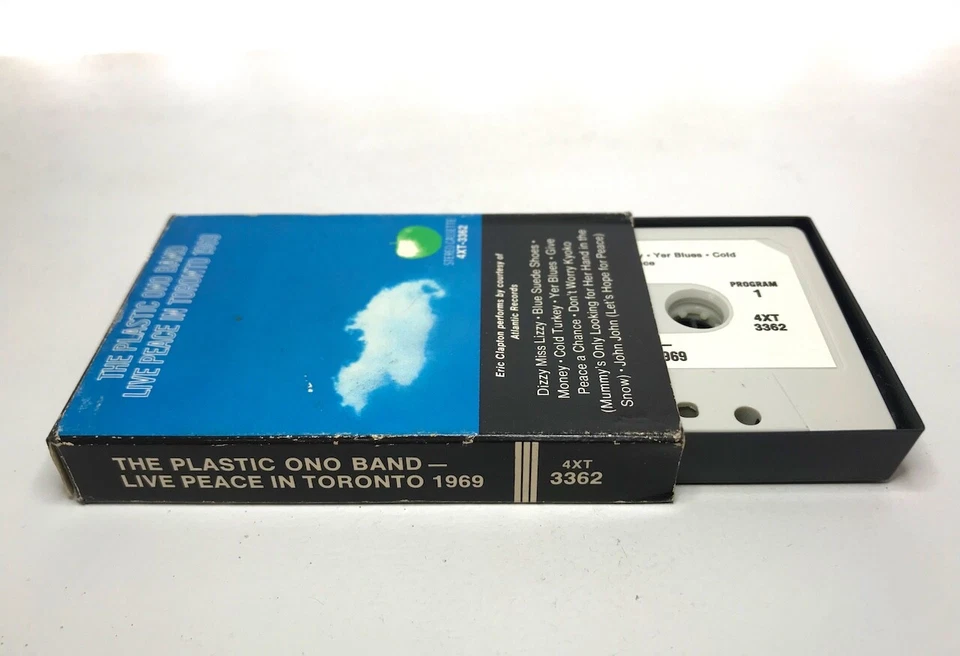 THE PLASTIC ONO BAND
LIVE PEACE IN TORONTO 1969
STEREO CASSETTE
4XT-3362
Eric Clapton performs by courtesy of
Atlantic Records
Dizzy Miss Lizzy · Blue Suede Shoes ·
Money · Cold Turkey · Yer Blues · Give
Peace a Chance · Don't Worry Kyoko
(Mummy's Only Looking for Her Hand in the
Snow) · John John (Let's Hope for Peace)
THE PLASTIC ONO BAND —
LIVE PEACE IN TORONTO 1969
4XT
3362
· Yer Blues · Cold
PROGRAM
1
4XT
3362